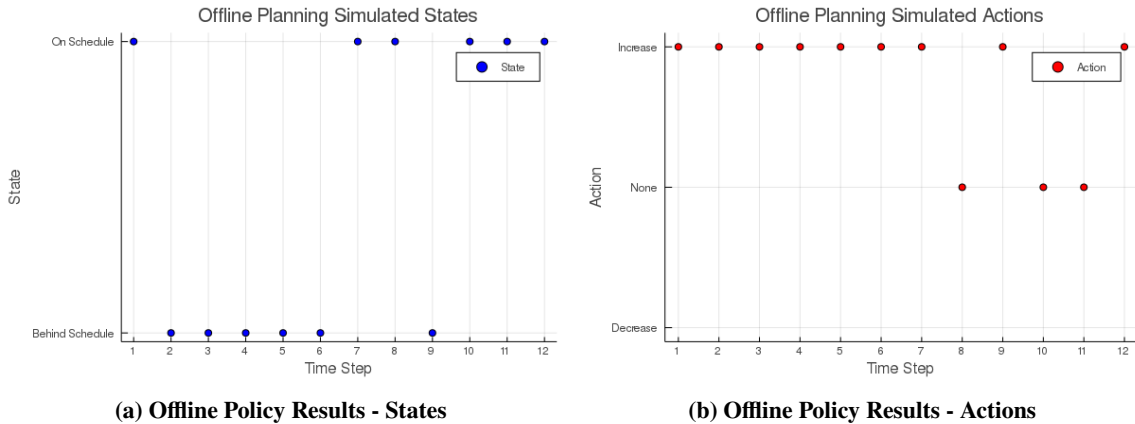 Offline Planning Simulated States
On Schedule
State
State
Behind Schedule
1 2 3 4 5 6 7 8 9 10 11 12
Time Step
(a) Offline Policy Results - States
Offline Planning Simulated Actions
Increase
Action
None
Action
Decrease
1 2 3 4 5 6 7 8 9 10 11 12
Time Step
(b) Offline Policy Results - Actions